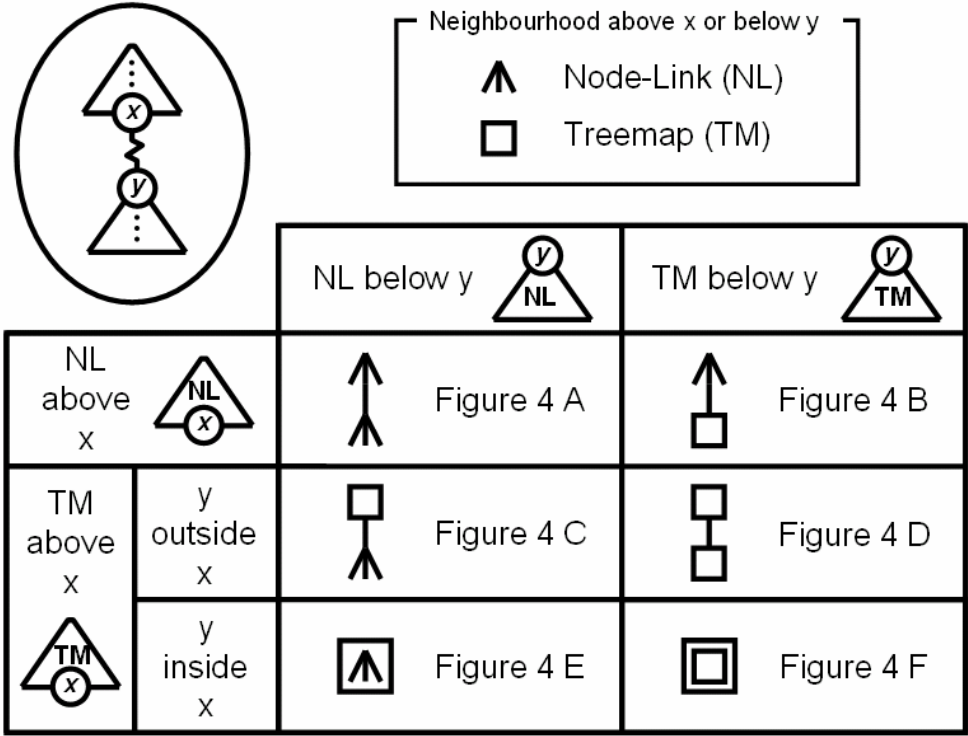 Neighbourhood above x or below y
Node-Link (NL)
Treemap (TM)
x
y
NL below y
y
NL
TM below y
y
TM
NL
above
x
NL
x
Figure 4 A
Figure 4 B
TM
above
x
TM
x
y
outside
x
Figure 4 C
Figure 4 D
y
inside
x
Figure 4 E
Figure 4 F